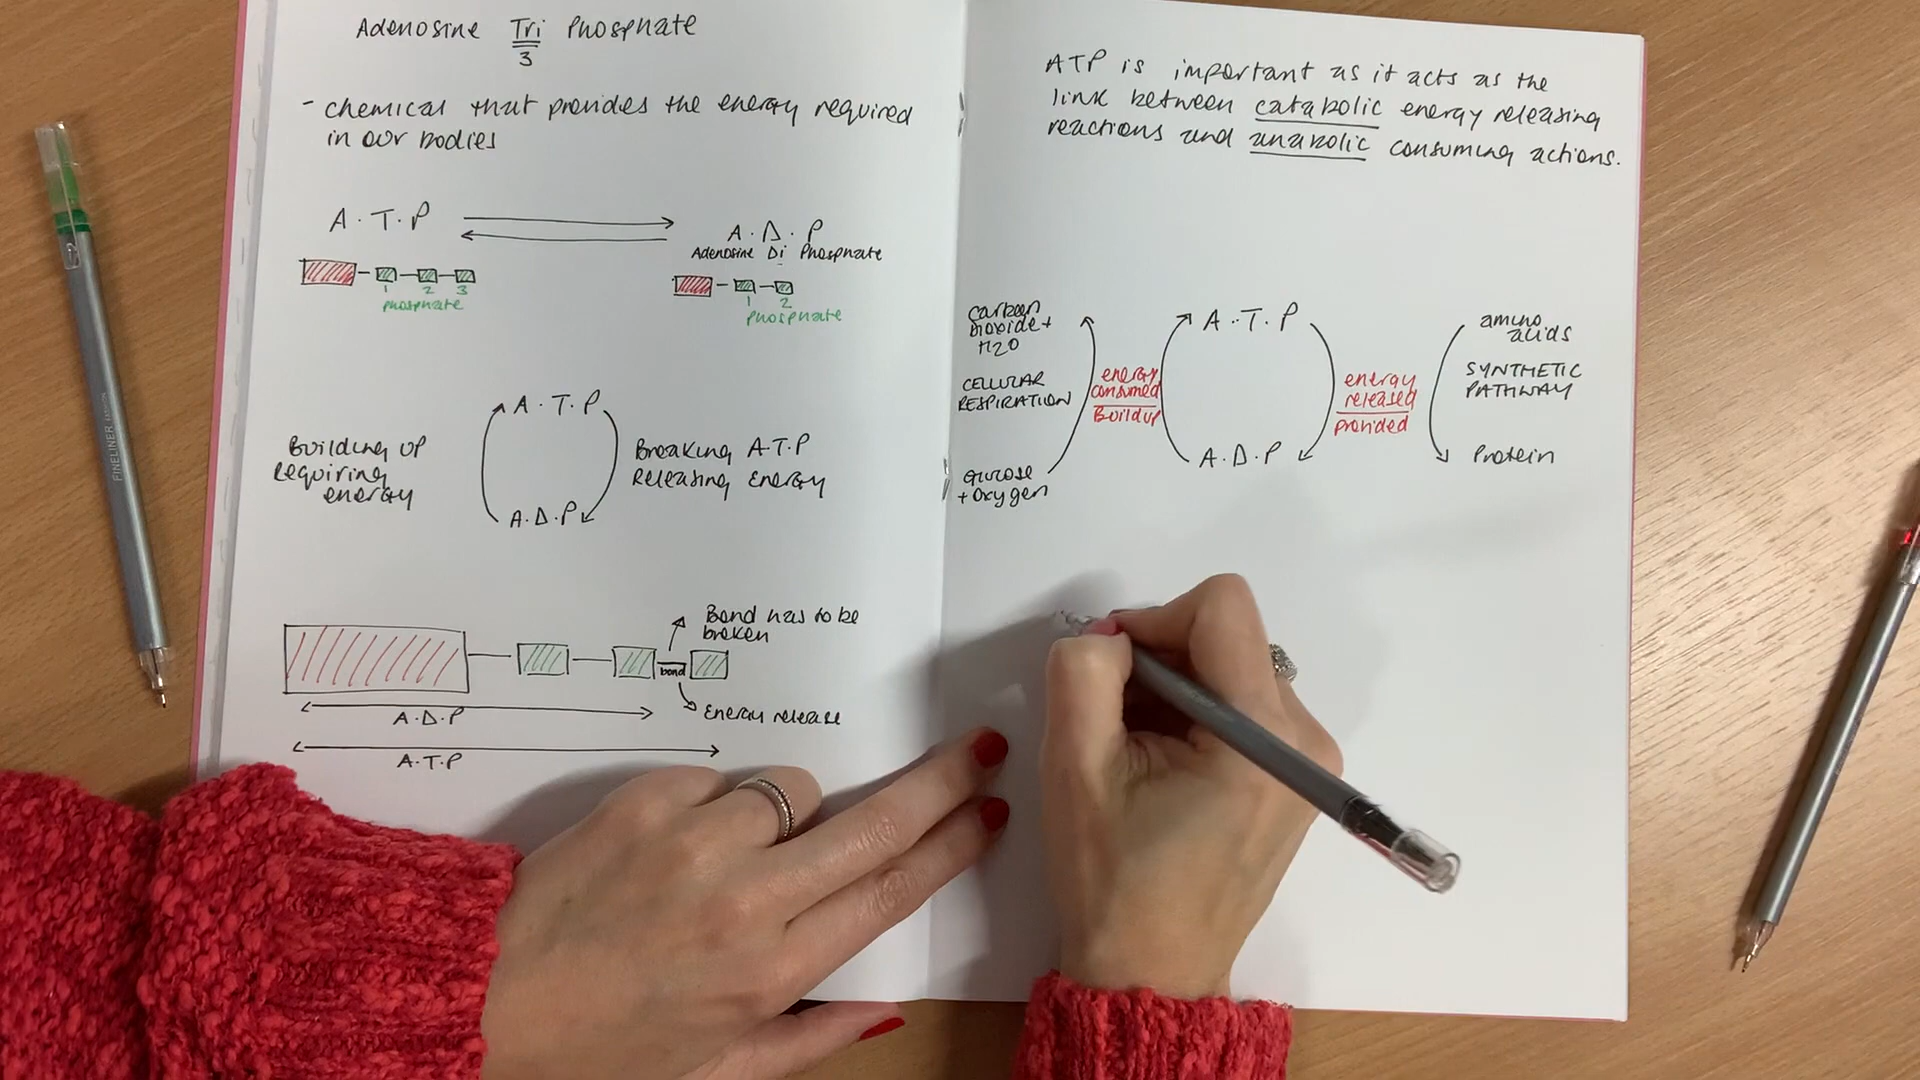 Adenosine Tri Phosphate
3
- chemical that provides the energy required
in our bodies
A.T.P
A.D.P
Adenosine Di Phosphate
1 2 3
Phosphate
1 2
Phosphate
A.T.P
Building up
requiring
energy
Breaking A.T.P
Releasing Energy
A.D.P
Bond has to be
broken
bond
Energy release
A.D.P
A.T.P
ATP is important as it acts as the
link between catabolic energy releasing
reactions and anabolic consuming actions.
carbon
Dioxide +
H2O
CELLULAR
RESPIRATION
Glucose
+ Oxygen
energy
consumed
Buildup
A.T.P
A.D.P
energy
released
provided
amino
acids
SYNTHETIC
PATHWAY
Protein